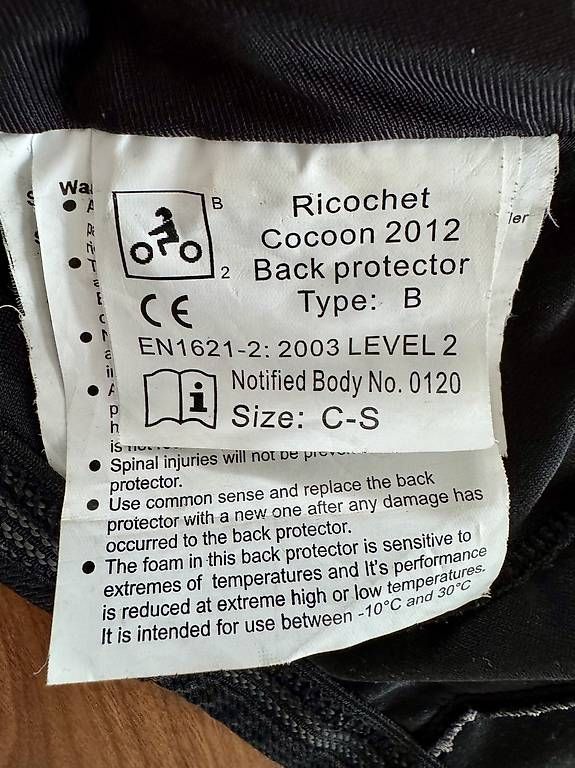 B
2
Ricochet
Cocoon 2012
Back protector
Type: B
CE
EN1621-2: 2003 LEVEL 2
Notified Body No. 0120
Size: C-S
Spinal injuries will not be
protector.
Use common sense and replace the back
protector with a new one after any damage has
occurred to the back protector.
The foam in this back protector is sensitive to
extremes of temperatures and It's performance
is reduced at extreme high or low temperatures.
It is intended for use between -10°C and 30°C